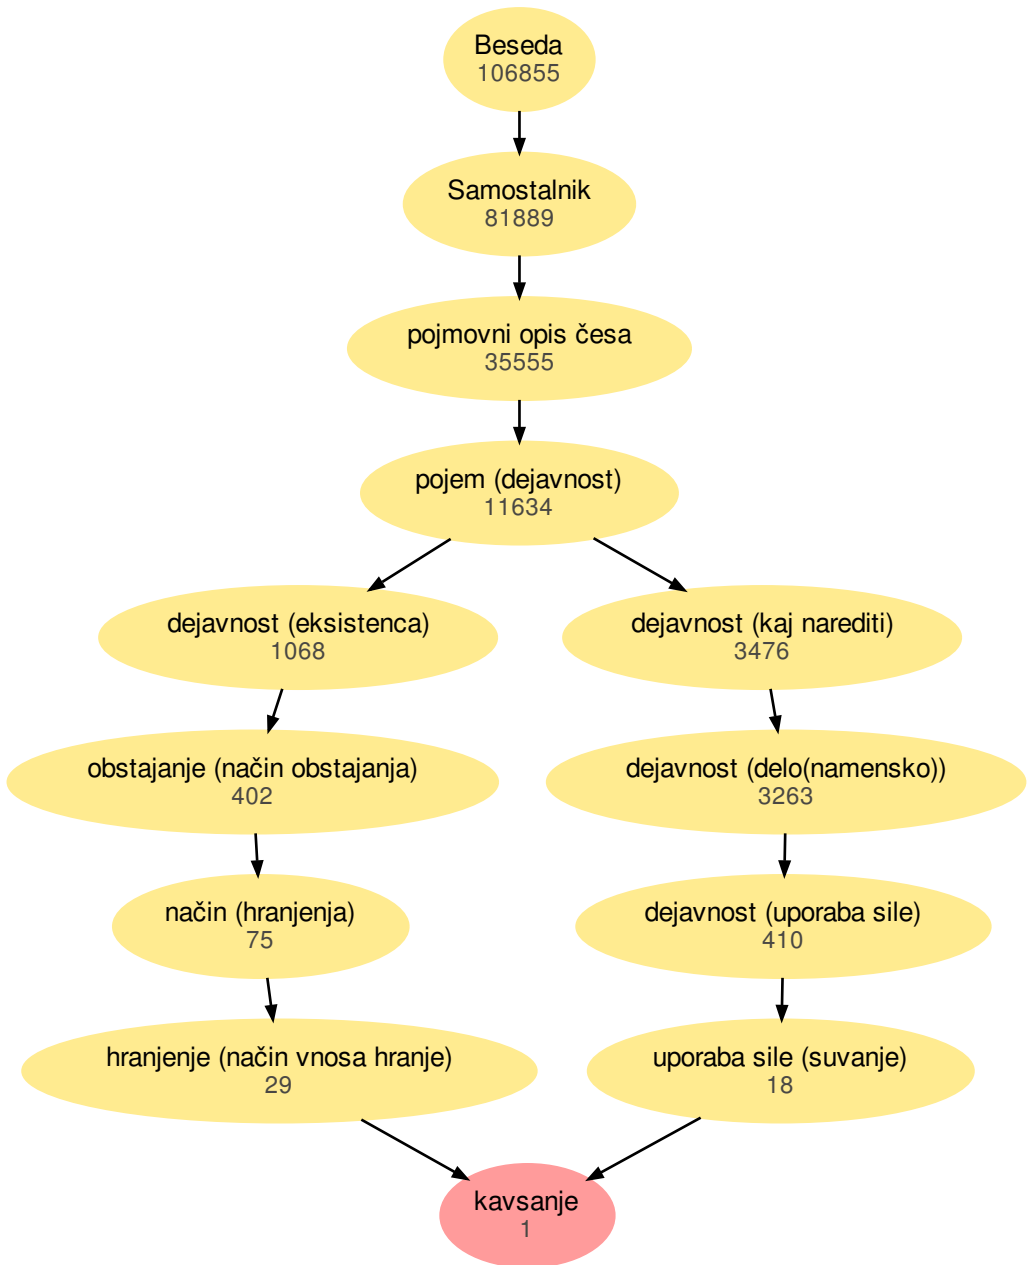 Beseda
106855
Samostalnik
81889
pojmovni opis česa
35555
pojem (dejavnost)
11634
dejavnost (eksistenca)
1068
dejavnost (kaj narediti)
3476
obstajanje (način obstajanja)
402
dejavnost (delo(namensko))
3263
način (hranjenja)
75
dejavnost (uporaba sile)
410
hranjenje (način vnosa hranje)
29
uporaba sile (suvanje)
18
kavsanje
1